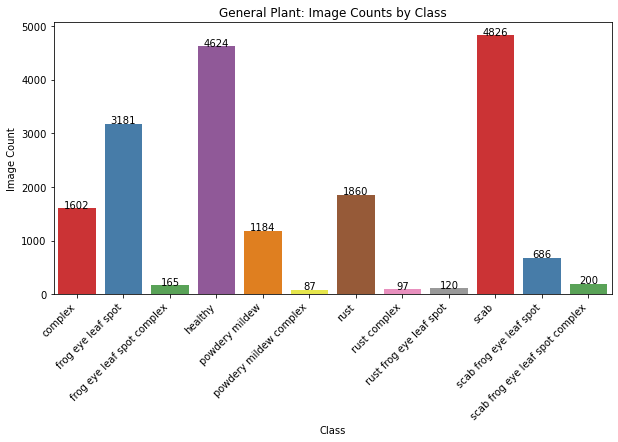 General Plant: Image Counts by Class
Image Count
5000
4000
3000
2000
1000
0
1602
3181
165
4624
1184
87
1860
97
120
4826
686
200
complex
frog eye leaf spot
frog eye leaf spot complex
healthy
powdery mildew
powdery mildew complex
rust
rust complex
rust frog eye leaf spot
scab
scab frog eye leaf spot
scab frog eye leaf spot complex
Class